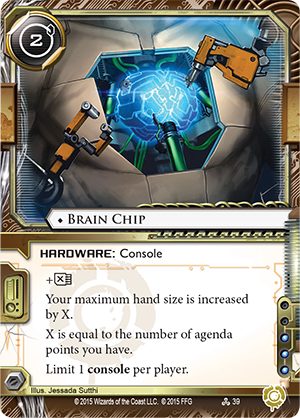 2
◆ BRAIN CHIP
HARDWARE: Console
+
Your maximum hand size is increased
by X.
X is equal to the number of agenda
points you have.
Limit 1 console per player.
Illus. Jessada Sutthi
© 2015 Wizards of the Coast LLC. © 2015 FFG
39